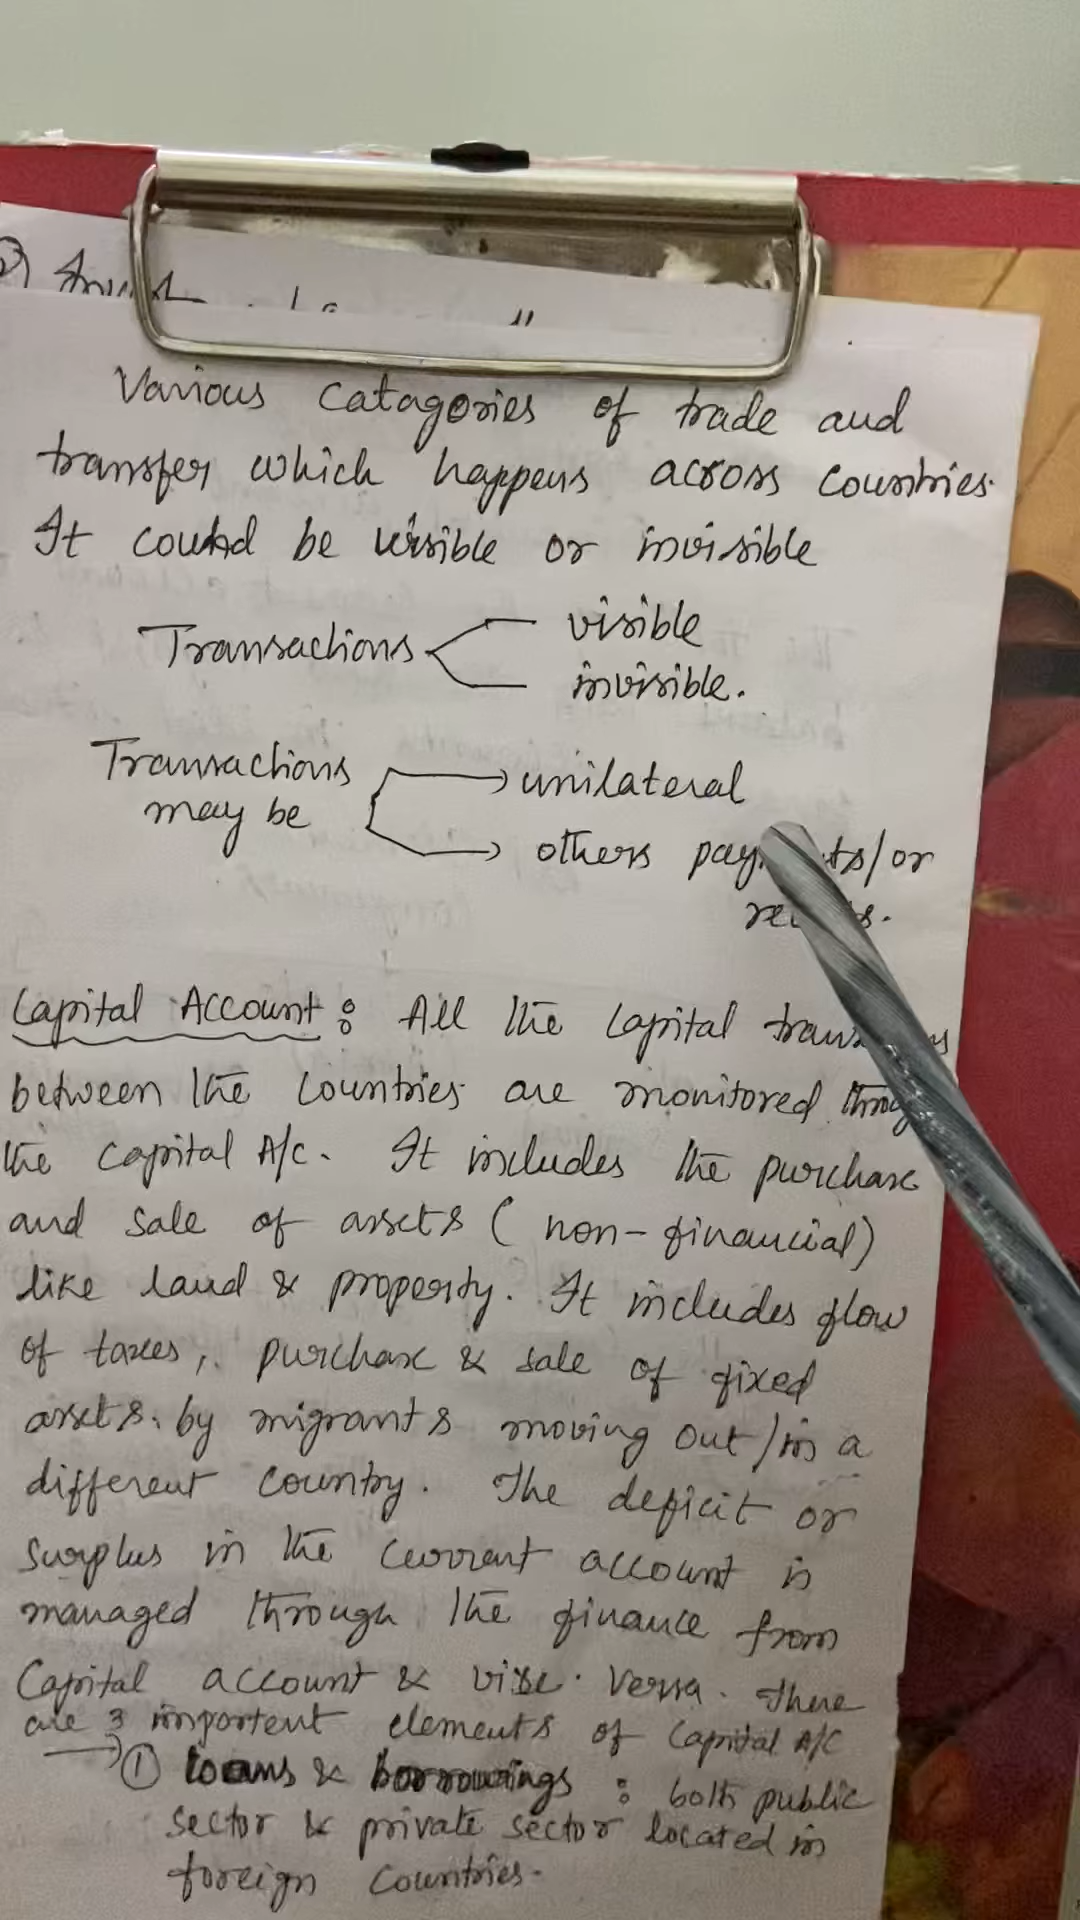 Various catagories of trade and
transfer which happens across countries.
It could be visible or invisible
Transactions visible
invisible.
Transactions
may be
→ unilateral
→ others /or
Capital Account : All the Capital
between the countries are monitored
the capital A/c. It includes the purchase
and sale of assets ( non-financial)
like land & property. It includes flow
of taxes, purchase & sale of fixed
assets. by migrants moving out/in a
different country. The deficit or
surplus in the current account is
managed through the finance from
Capital account & vise. versa. There
are 3 importent elements of Capital A/C
→ ① loans & borrowings : both public
sector & private sector located in
foreign countries.